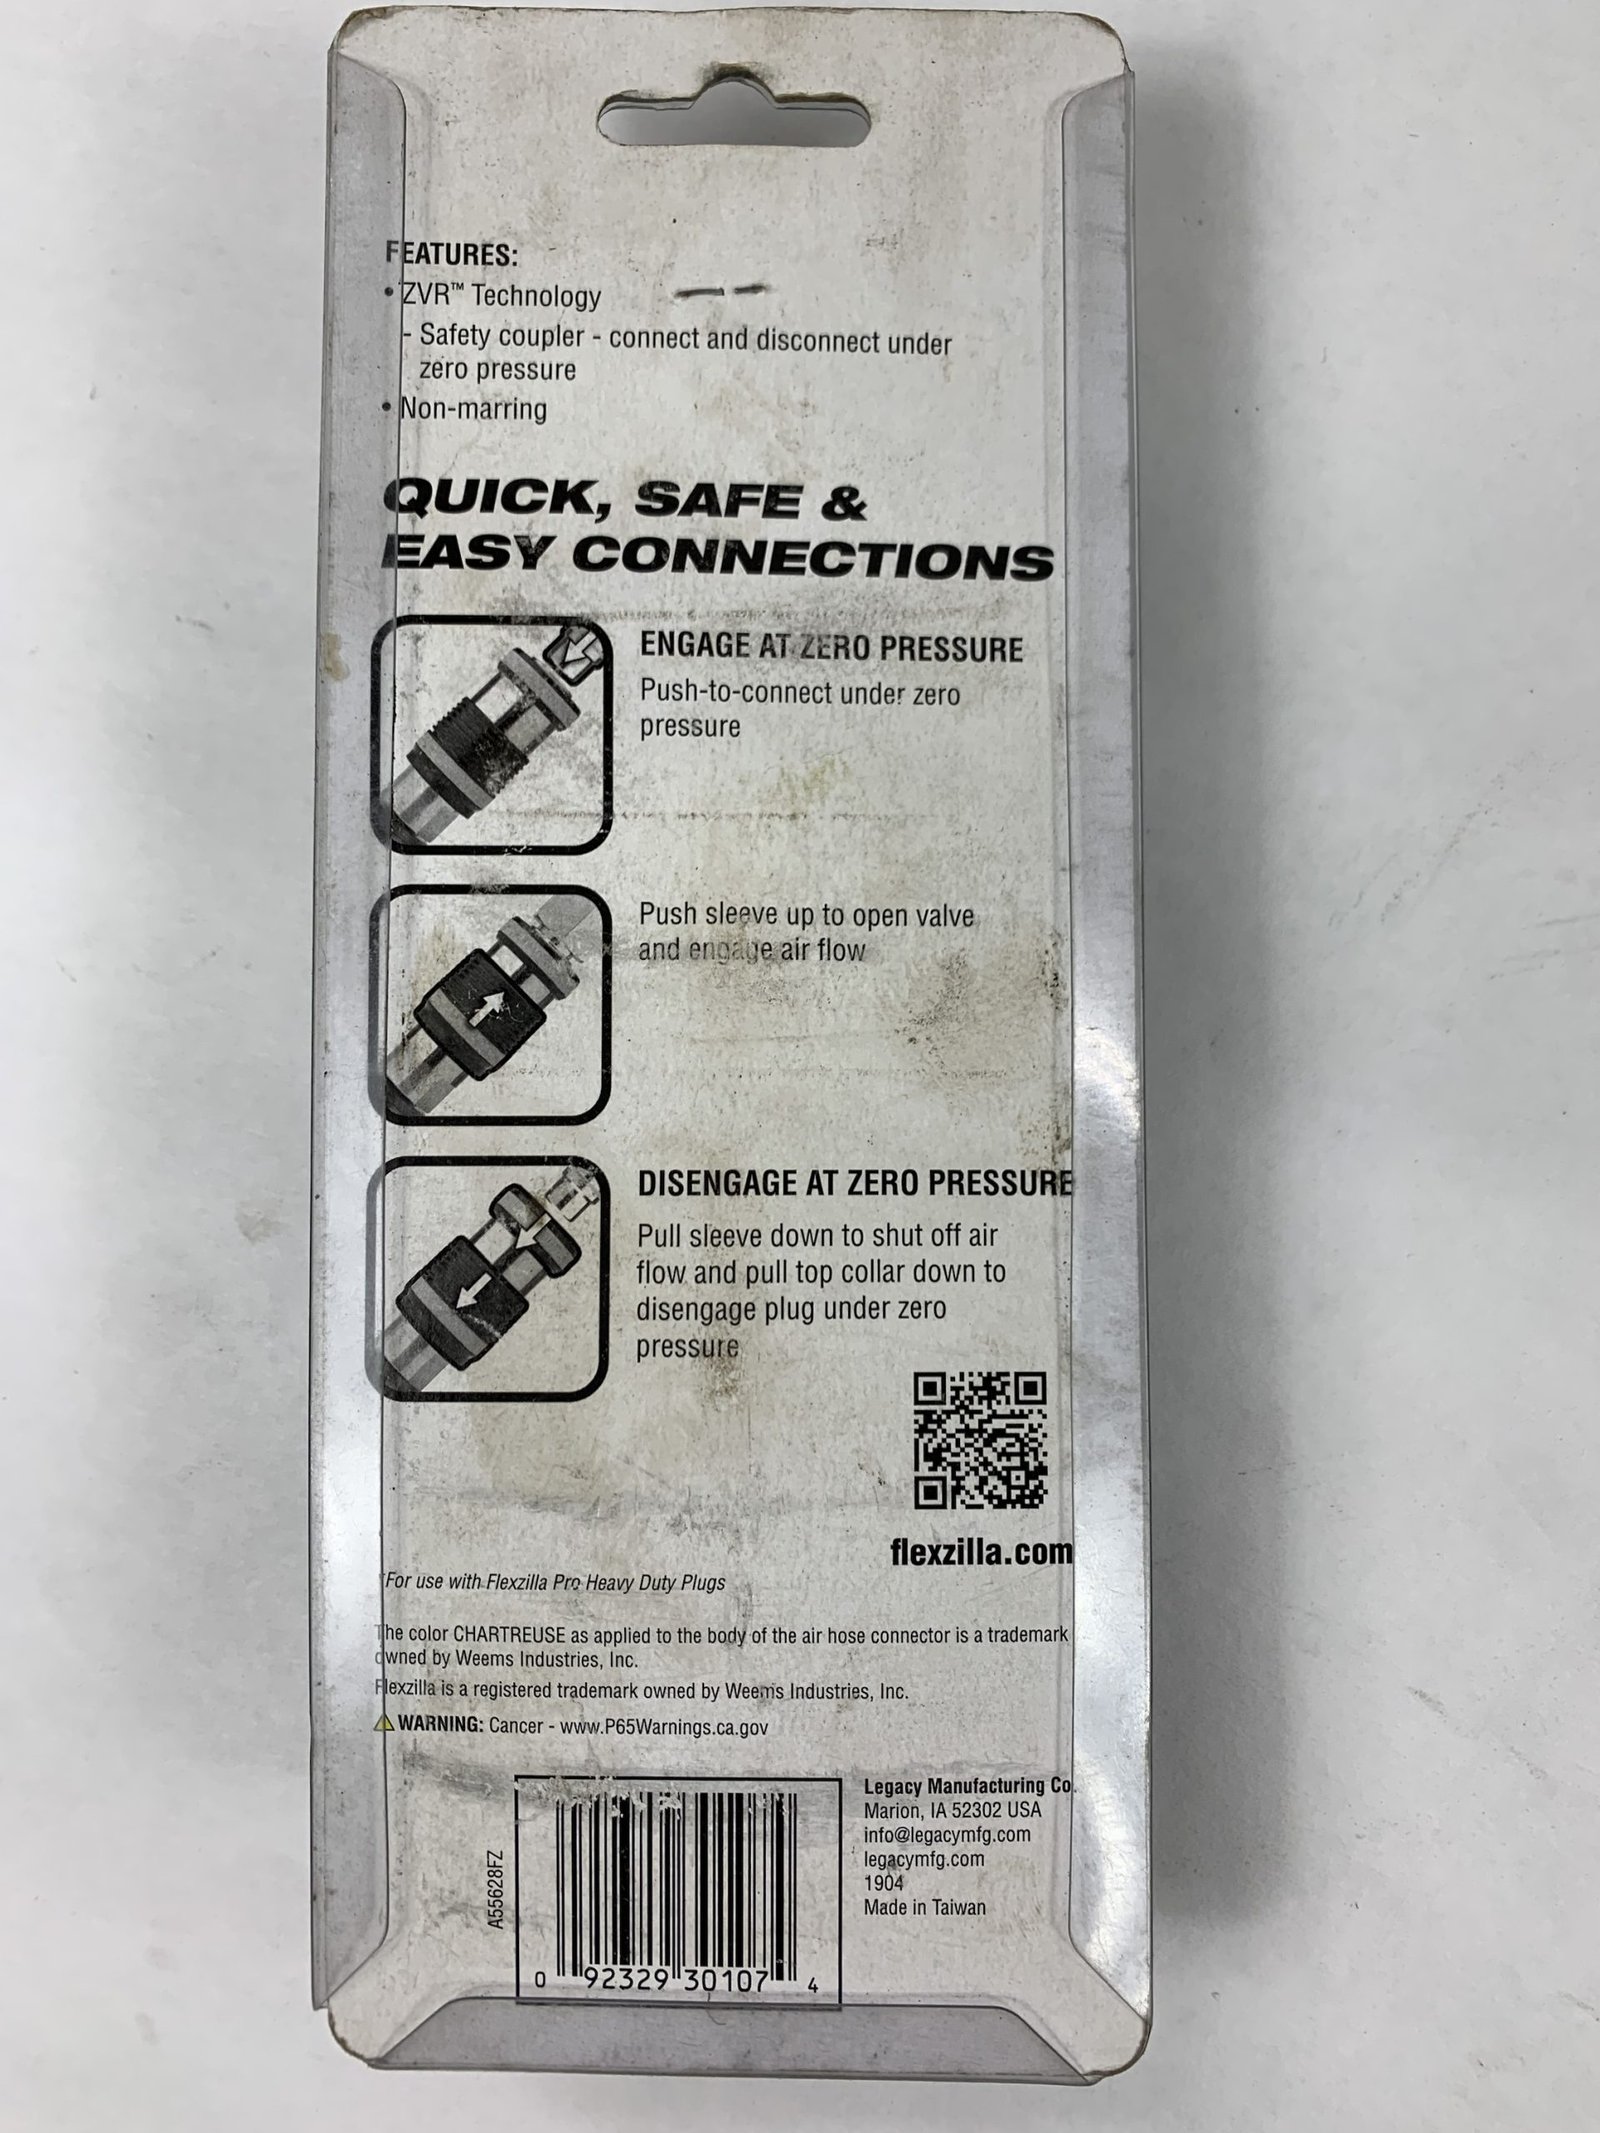 FEATURES:
• ZVR™ Technology
- Safety coupler - connect and disconnect under
zero pressure
• Non-marring
QUICK, SAFE &
EASY CONNECTIONS
ENGAGE AT ZERO PRESSURE
Push-to-connect under zero
pressure
Push sleeve up to open valve
and engage air flow
DISENGAGE AT ZERO PRESSURE
Pull sleeve down to shut off air
flow and pull top collar down to
disengage plug under zero
pressure
flexzilla.com
*For use with Flexzilla Pro Heavy Duty Plugs
The color CHARTREUSE as applied to the body of the air hose connector is a trademark
owned by Weems Industries, Inc.
Flexzilla is a registered trademark owned by Weems Industries, Inc.
⚠ WARNING: Cancer - www.P65Warnings.ca.gov
A55628FZ
0 92329 30107 4
Legacy Manufacturing Co.
Marion, IA 52302 USA
info@legacymfg.com
legacymfg.com
1904
Made in Taiwan